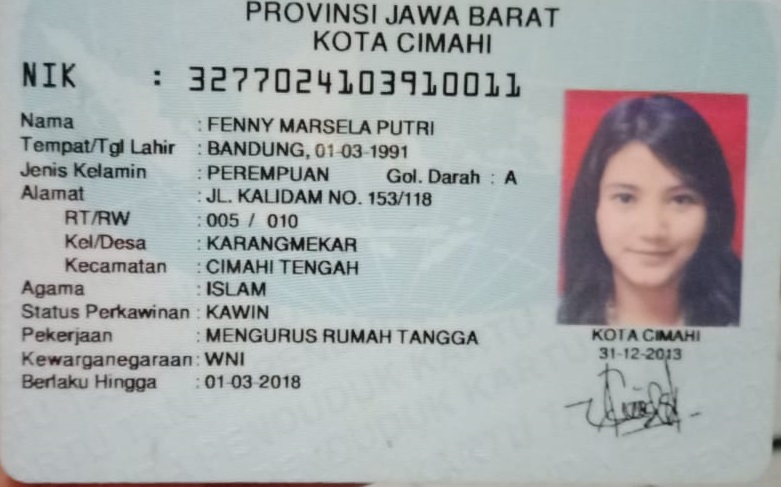 PROVINSI JAWA BARAT
KOTA CIMAHI
NIK : 3277024103910011
Nama : FENNY MARSELA PUTRI
Tempat/Tgl Lahir : BANDUNG, 01-03-1991
Jenis Kelamin : PEREMPUAN Gol. Darah : A
Alamat : JL. KALIDAM NO. 153/118
RT/RW : 005 / 010
Kel/Desa : KARANGMEKAR
Kecamatan : CIMAHI TENGAH
Agama : ISLAM
Status Perkawinan : KAWIN
Pekerjaan : MENGURUS RUMAH TANGGA
Kewarganegaraan : WNI
Berlaku Hingga : 01-03-2018
KOTA CIMAHI
31-12-2013